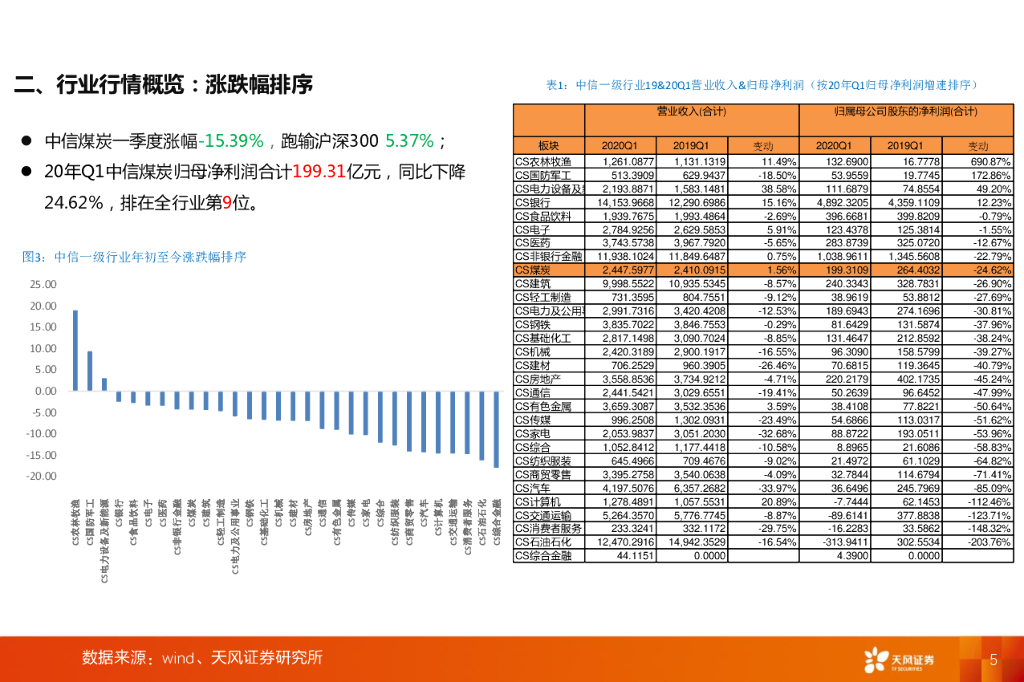 二、行业行情概览：涨跌幅排序
● 中信煤炭一季度涨幅-15.39%，跑输沪深300 5.37%；
● 20年Q1中信煤炭归母净利润合计199.31亿元，同比下降
24.62%，排在全行业第9位。
图3：中信一级行业年初至今涨跌幅排序
25.00
20.00
15.00
10.00
5.00
0.00
-5.00
-10.00
-15.00
-20.00
CS农林牧渔
CS国防军工
CS电力设备及新能源
CS银行
CS食品饮料
CS电子
CS医药
CS非银行金融
CS煤炭
CS建筑
CS轻工制造
CS电力及公用事业
CS钢铁
CS基础化工
CS机械
CS建材
CS房地产
CS通信
CS有色金属
CS传媒
CS家电
CS综合
CS纺织服装
CS商贸零售
CS汽车
CS计算机
CS交通运输
CS消费者服务
CS石油石化
CS综合金融
表1：中信一级行业19&20Q1营业收入&归母净利润（按20年Q1归母净利润增速排序）
营业收入(合计) 归属母公司股东的净利润(合计)
板块 2020Q1 2019Q1 变动 2020Q1 2019Q1 变动
CS农林牧渔 1,261.0877 1,131.1319 11.49% 132.6900 16.7778 690.87%
CS国防军工 513.3909 629.9437 -18.50% 53.9559 19.7745 172.86%
CS电力设备及 2,193.8871 1,583.1481 38.58% 111.6879 74.8554 49.20%
CS银行 14,153.9668 12,290.6986 15.16% 4,892.3205 4,359.1109 12.23%
CS食品饮料 1,939.7675 1,993.4864 -2.69% 396.6681 399.8209 -0.79%
CS电子 2,784.9256 2,629.5853 5.91% 123.4378 125.3814 -1.55%
CS医药 3,743.5738 3,967.7920 -5.65% 283.8739 325.0720 -12.67%
CS非银行金融 11,938.1024 11,849.6487 0.75% 1,038.9611 1,345.5608 -22.79%
CS煤炭 2,447.5977 2,410.0915 1.56% 199.3109 264.4032 -24.62%
CS建筑 9,998.5522 10,935.5345 -8.57% 240.3343 328.7831 -26.90%
CS轻工制造 731.3595 804.7551 -9.12% 38.9619 53.8812 -27.69%
CS电力及公用 2,991.7316 3,420.4208 -12.53% 189.6943 274.1696 -30.81%
CS钢铁 3,835.7022 3,846.7553 -0.29% 81.6429 131.5874 -37.96%
CS基础化工 2,817.1498 3,090.7024 -8.85% 131.4647 212.8592 -38.24%
CS机械 2,420.3189 2,900.1917 -16.55% 96.3090 158.5799 -39.27%
CS建材 706.2529 960.3905 -26.46% 70.6815 119.3645 -40.79%
CS房地产 3,558.8536 3,734.9212 -4.71% 220.2179 402.1735 -45.24%
CS通信 2,441.5421 3,029.6551 -19.41% 50.2639 96.6452 -47.99%
CS有色金属 3,659.3087 3,532.3536 3.59% 38.4108 77.8221 -50.64%
CS传媒 996.2508 1,302.0931 -23.49% 54.6866 113.0317 -51.62%
CS家电 2,053.9837 3,051.2030 -32.68% 88.8722 193.0511 -53.96%
CS综合 1,052.8412 1,177.4418 -10.58% 8.8965 21.6086 -58.83%
CS纺织服装 645.4966 709.4676 -9.02% 21.4972 61.1029 -64.82%
CS商贸零售 3,395.2758 3,540.0638 -4.09% 32.7844 114.6794 -71.41%
CS汽车 4,197.5076 6,357.2682 -33.97% 36.6496 245.7969 -85.09%
CS计算机 1,278.4891 1,057.5531 20.89% -7.7444 62.1453 -112.46%
CS交通运输 5,264.3570 5,776.7745 -8.87% -89.6141 377.8838 -123.71%
CS消费者服务 233.3241 332.1172 -29.75% -16.2283 33.5862 -148.32%
CS石油石化 12,470.2916 14,942.3529 -16.54% -313.9411 302.5534 -203.76%
CS综合金融 44.1151 0.0000 4.3900 0.0000
数据来源：wind、天风证券研究所
天风证券
TF SECURITIES
5